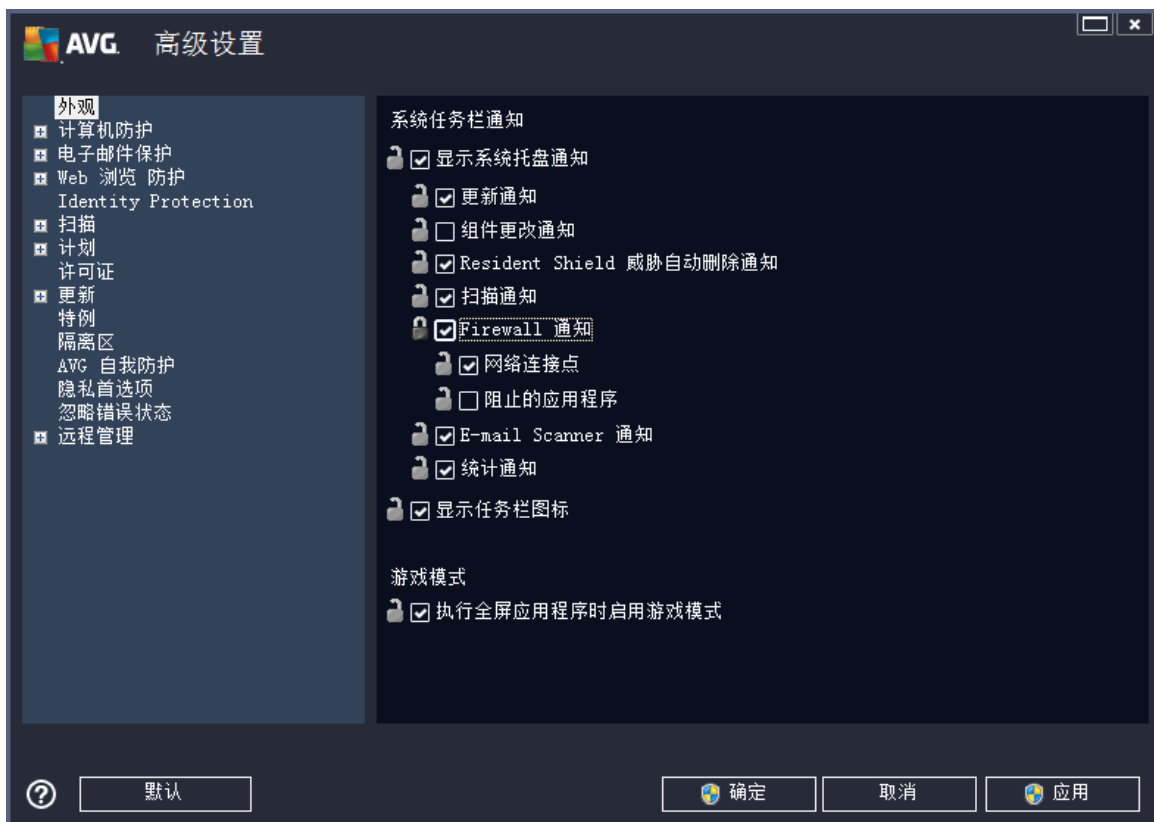 AVG. 高级设置
外观
计算机防护
电子邮件保护
Web 浏览 防护
Identity Protection
扫描
计划
许可证
更新
特例
隔离区
AVG 自我防护
隐私首选项
忽略错误状态
远程管理
系统任务栏通知
显示系统托盘通知
更新通知
组件更改通知
Resident Shield 威胁自动删除通知
扫描通知
Firewall 通知
网络连接点
阻止的应用程序
E-mail Scanner 通知
统计通知
显示任务栏图标
游戏模式
执行全屏应用程序时启用游戏模式
默认
确定
取消
应用